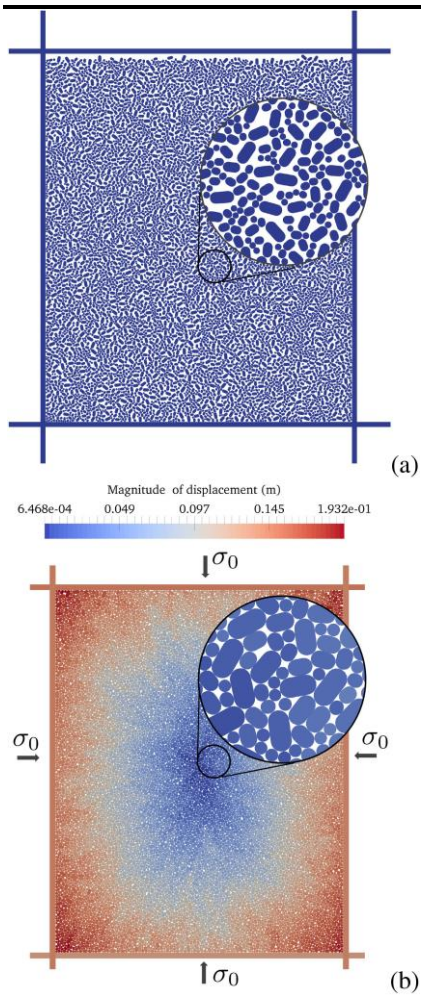 (a)
Magnitude of displacement (m)
6.468e-04 0.049 0.097 0.145 1.932e-01
σ0
σ0 σ0
σ0
(b)